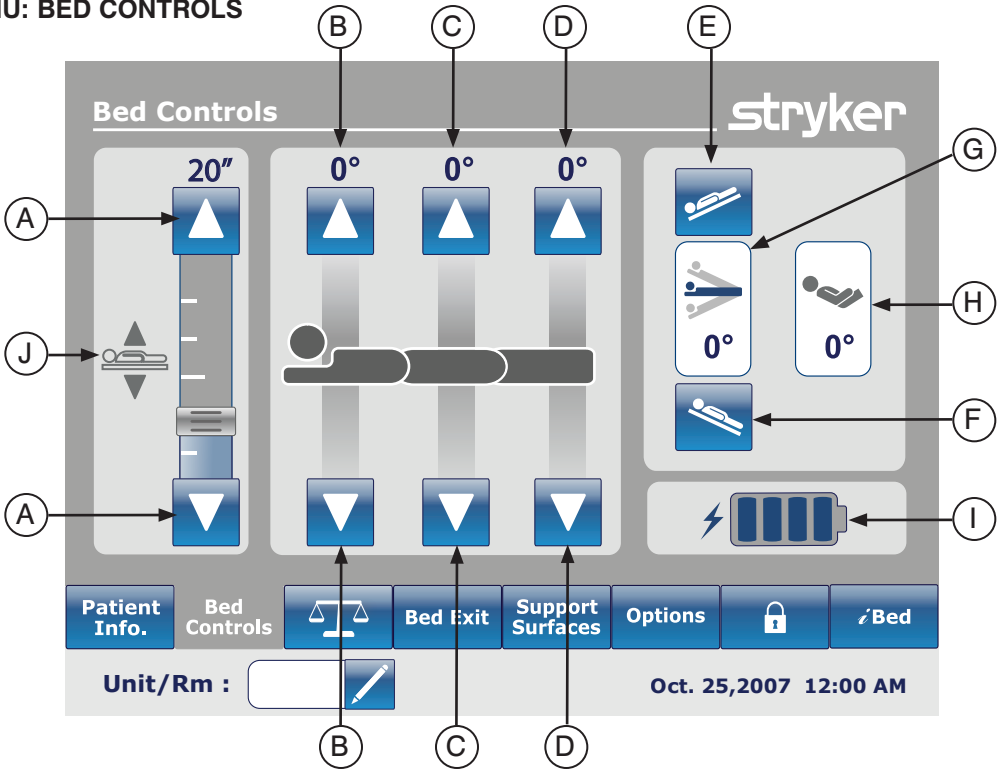 NU: BED CONTROLS
B C D E
Bed Controls stryker
20" 0° 0° 0°
G
A
J
0° 0°
H
F
A
I
Patient Info. Bed Controls Bed Exit Support Surfaces Options iBed
Unit/Rm : Oct. 25,2007 12:00 AM
B C D